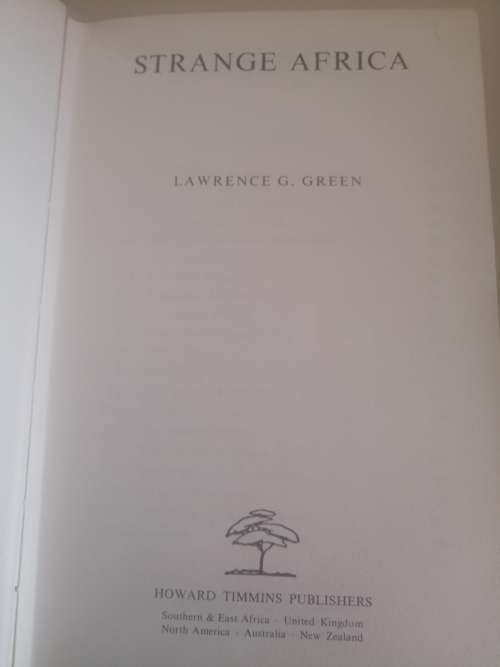 STRANGE AFRICA
LAWRENCE G. GREEN
HOWARD TIMMINS PUBLISHERS
Southern & East Africa · United Kingdom
North America · Australia · New Zealand